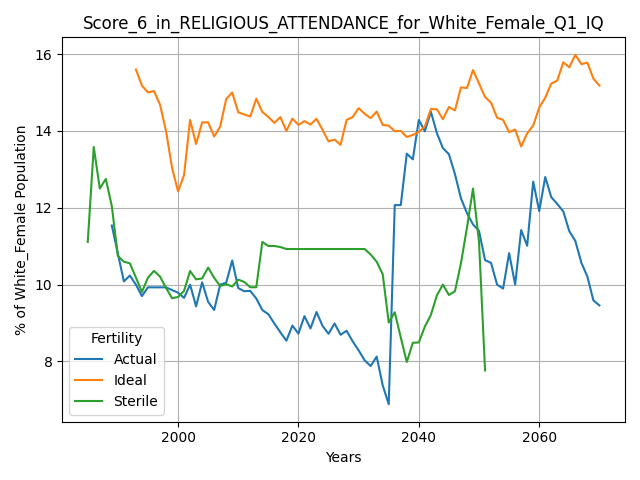 Score_6_in_RELIGIOUS_ATTENDANCE_for_White_Female_Q1_IQ
% of White_Female Population
16
14
12
10
8
Fertility
Actual
Ideal
Sterile
2000 2020 2040 2060
Years